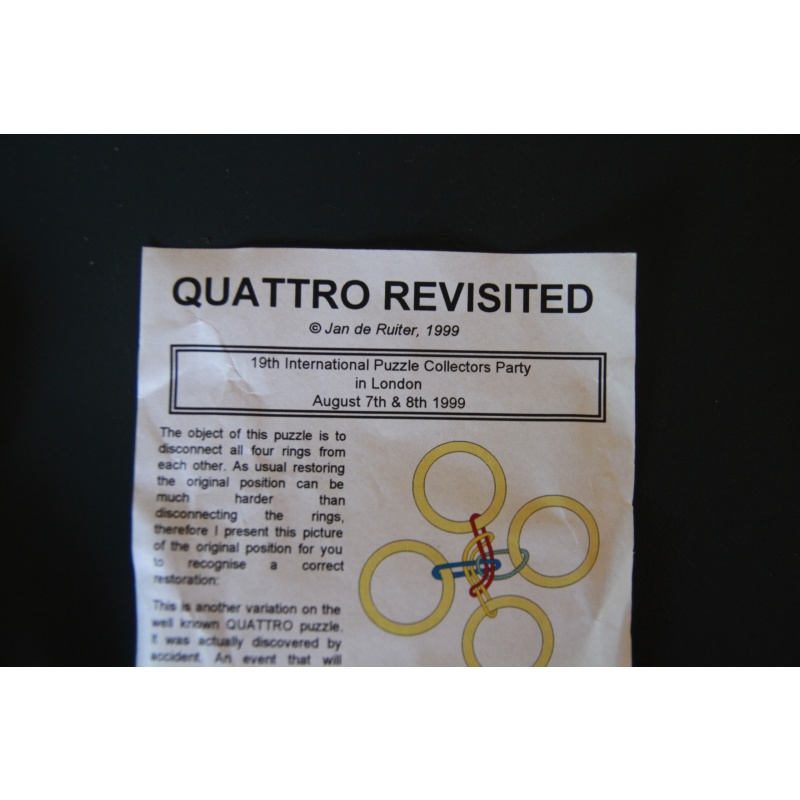 QUATTRO REVISITED
© Jan de Ruiter, 1999
19th International Puzzle Collectors Party
in London
August 7th & 8th 1999
The object of this puzzle is to
disconnect all four rings from
each other. As usual restoring
the original position can be
much harder than
disconnecting the rings,
therefore I present this picture
of the original position for you
to recognise a correct
restoration:
This is another variation on the
well known QUATTRO puzzle.
It was actually discovered by
accident. An event that will